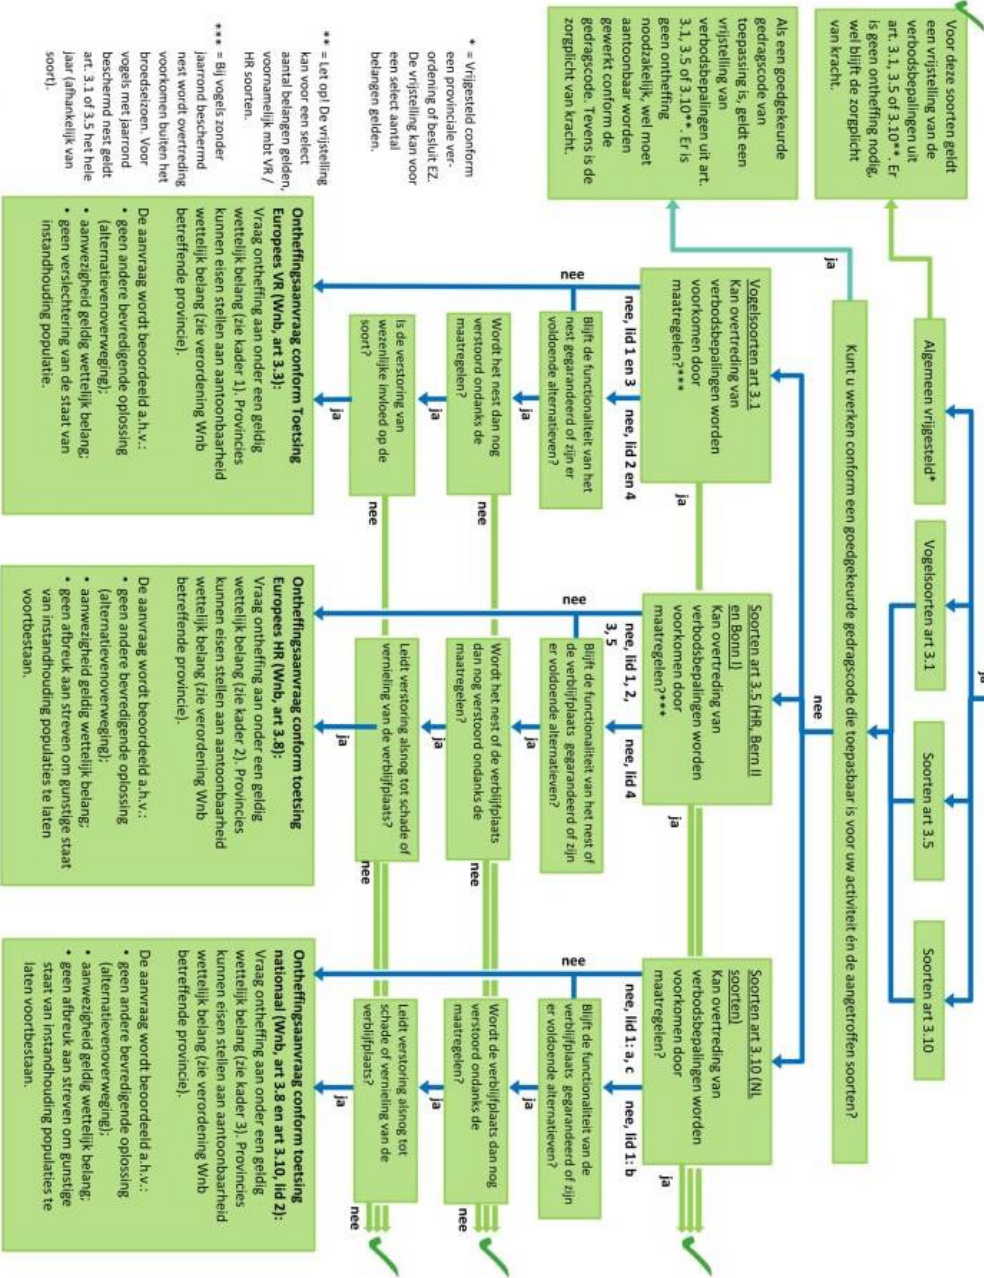 ja
Algemeen vrijgesteld*
Vogelsoorten art 3.1
Soorten art 3.5
Soorten art 3.10
Voor deze soorten geldt
een vrijstelling van de
verbodsbepalingen uit
art. 3.1, 3.5 of 3.10**. Er
is geen ontheffing nodig,
wel blijft de zorgplicht
van kracht.
Kunt u werken conform een goedgekeurde gedragscode die toepasbaar is voor uw activiteit én de aangetroffen soorten?
ja
nee
Als een goedgekeurde
gedragscode van
toepassing is, geldt een
vrijstelling van
verbodsbepalingen uit art.
3.1, 3.5 of 3.10**. Er is
geen ontheffing
noodzakelijk, wel moet
aantoonbaar worden
gewerkt conform de
gedragscode. Tevens is de
zorgplicht van kracht.
Vogelsoorten art 3.1
Kan overtreding van
verbodsbepalingen worden
voorkomen door
maatregelen?***
ja
Soorten art 3.5 (HR, Bern II
en Bonn I)
Kan overtreding van
verbodsbepalingen worden
voorkomen door
maatregelen?***
ja
Soorten art 3.10 (NL
soorten)
Kan overtreding van
verbodsbepalingen worden
voorkomen door
maatregelen?
ja
nee, lid 1 en 3
nee, lid 2 en 4
nee, lid 1, 2,
3, 5
nee, lid 4
nee, lid 1: a, c
nee, lid 1: b
nee
Blijft de functionaliteit van het
nest gegarandeerd of zijn er
voldoende alternatieven?
nee
Blijft de functionaliteit van het nest of
de verblijfplaats gegarandeerd of zijn
er voldoende alternatieven?
nee
Blijft de functionaliteit van de
verblijfplaats gegarandeerd of zijn
er voldoende alternatieven?
ja
ja
ja
* = Vrijgesteld conform
een provinciale ver-
ordening of besluit EZ.
De vrijstelling kan voor
een select aantal
belangen gelden.
Wordt het nest dan nog
verstoord ondanks de
maatregelen?
nee
Wordt het nest of de verblijfplaats
dan nog verstoord ondanks de
maatregelen?
nee
Wordt de verblijfplaats dan nog
verstoord ondanks de
maatregelen?
nee
ja
ja
ja
Is de verstoring van
wezenlijke invloed op de
soort?
nee
Leidt verstoring alsnog tot schade of
vernieling van de verblijfplaats?
nee
Leidt verstoring alsnog tot
schade of vernieling van de
verblijfplaats?
nee
ja
ja
ja
** = Let op! De vrijstelling
kan voor een select
aantal belangen gelden,
voornamelijk mbt VR /
HR soorten.
*** = Bij vogels zonder
jaarrond beschermd
nest wordt overtreding
voorkomen buiten het
broedseizoen. Voor
vogels met jaarrond
beschermd nest geldt
art. 3.1 of 3.5 het hele
jaar (afhankelijk van
soort).
Ontheffingsaanvraag conform Toetsing
Europees VR (Wnb, art 3.3):
Vraag ontheffing aan onder een geldig
wettelijk belang (zie kader 1). Provincies
kunnen eisen stellen aan aantoonbaarheid
wettelijk belang (zie verordening Wnb
betreffende provincie).
De aanvraag wordt beoordeeld a.h.v.:
• geen andere bevredigende oplossing
(alternatievenoverweging);
• aanwezigheid geldig wettelijk belang;
• geen verslechtering van de staat van
instandhouding populatie.
Ontheffingsaanvraag conform toetsing
Europees HR (Wnb, art 3.8):
Vraag ontheffing aan onder een geldig
wettelijk belang (zie kader 2). Provincies
kunnen eisen stellen aan aantoonbaarheid
wettelijk belang (zie verordening Wnb
betreffende provincie).
De aanvraag wordt beoordeeld a.h.v.:
• geen andere bevredigende oplossing
(alternatievenoverweging);
• aanwezigheid geldig wettelijk belang;
• geen afbreuk aan streven om gunstige staat
van instandhouding populaties te laten
voortbestaan.
Ontheffingsaanvraag conform toetsing
nationaal (Wnb, art 3.8 en art 3.10, lid 2):
Vraag ontheffing aan onder een geldig
wettelijk belang (zie kader 3). Provincies
kunnen eisen stellen aan aantoonbaarheid
wettelijk belang (zie verordening Wnb
betreffende provincie).
De aanvraag wordt beoordeeld a.h.v.:
• geen andere bevredigende oplossing
(alternatievenoverweging);
• aanwezigheid geldig wettelijk belang;
• geen afbreuk aan streven om gunstige
staat van instandhouding populaties te
laten voortbestaan.